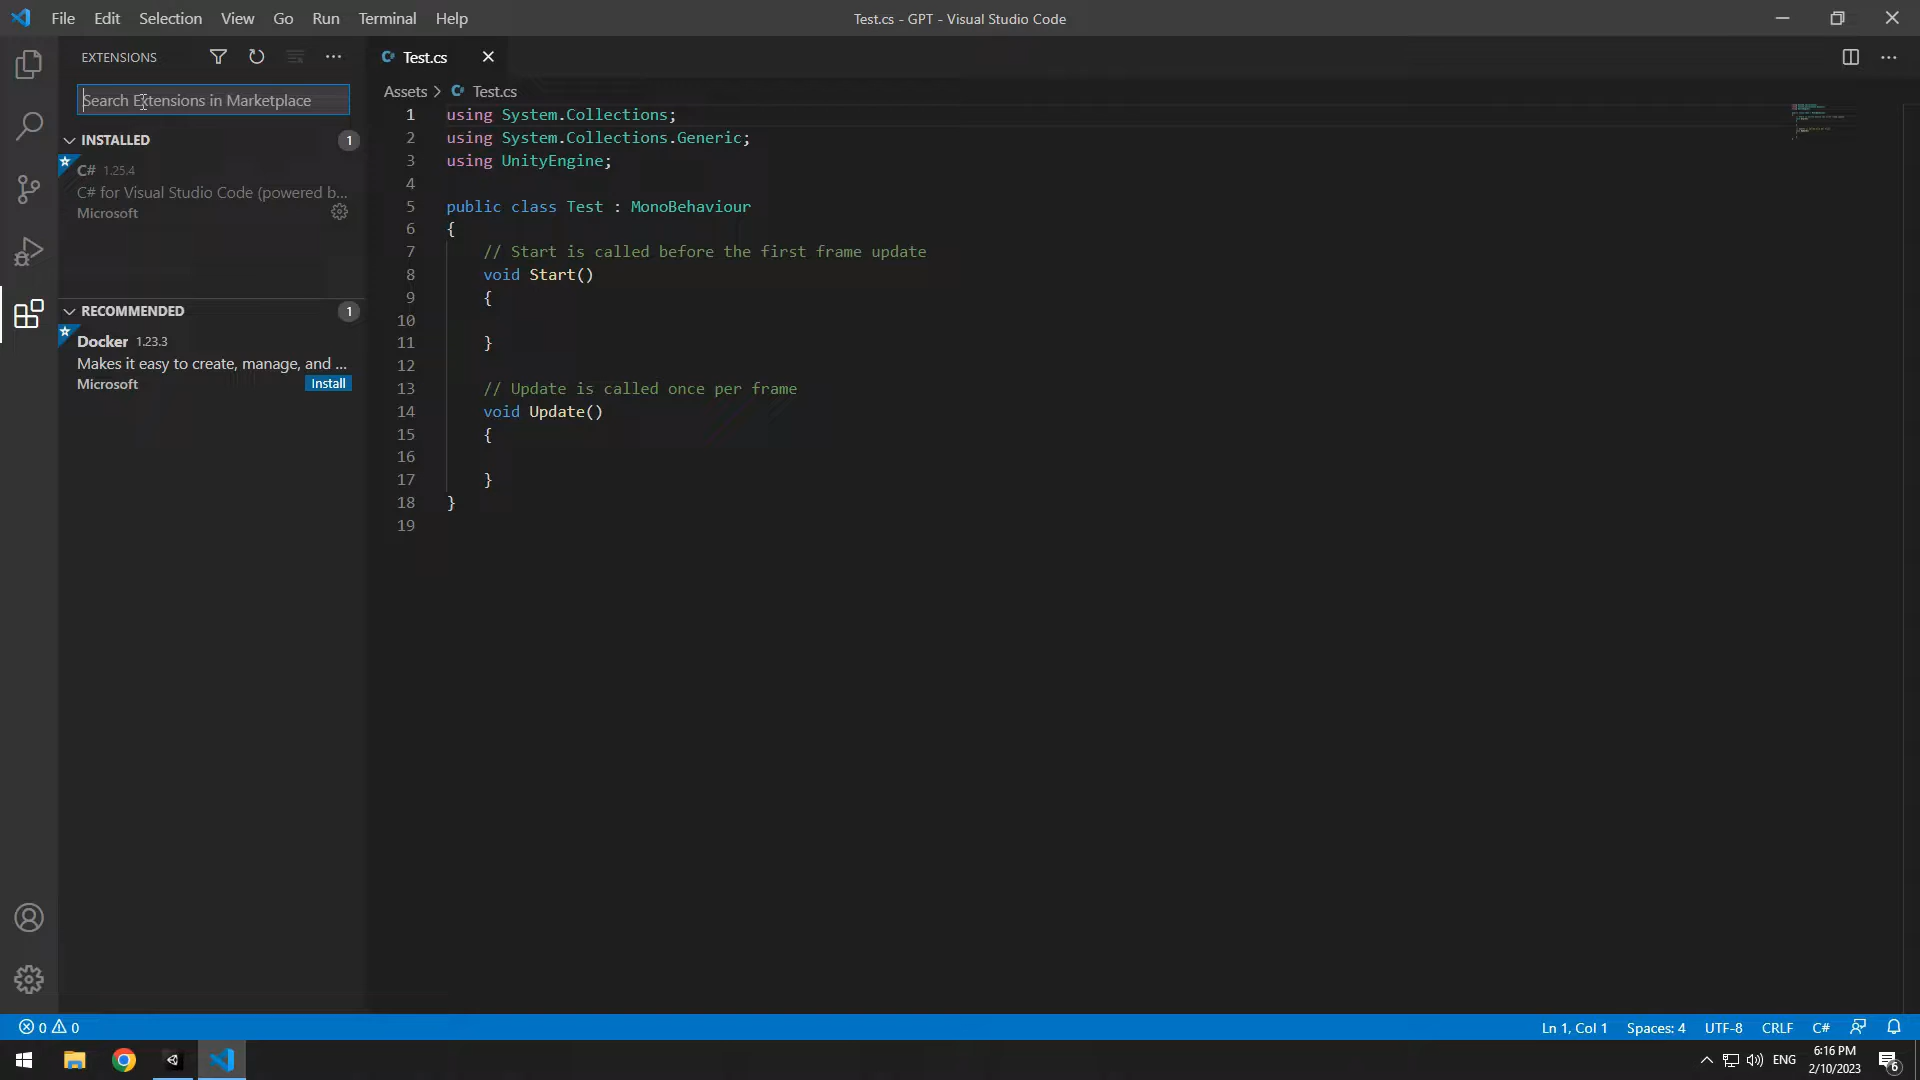 File Edit Selection View Go Run Terminal Help
Test.cs - GPT - Visual Studio Code
EXTENSIONS
Search Extensions in Marketplace
INSTALLED 1
C# 1.25.4
C# for Visual Studio Code (powered b...
Microsoft
RECOMMENDED 1
Docker 1.23.3
Makes it easy to create, manage, and ...
Microsoft
Install
Test.cs
Assets > Test.cs
1 using System.Collections;
2 using System.Collections.Generic;
3 using UnityEngine;
4
5 public class Test : MonoBehaviour
6 {
7 // Start is called before the first frame update
8 void Start()
9 {
10
11 }
12
13 // Update is called once per frame
14 void Update()
15 {
16
17 }
18 }
19
0 0
Ln 1, Col 1 Spaces: 4 UTF-8 CRLF C#
ENG
6:16 PM
2/10/2023
6